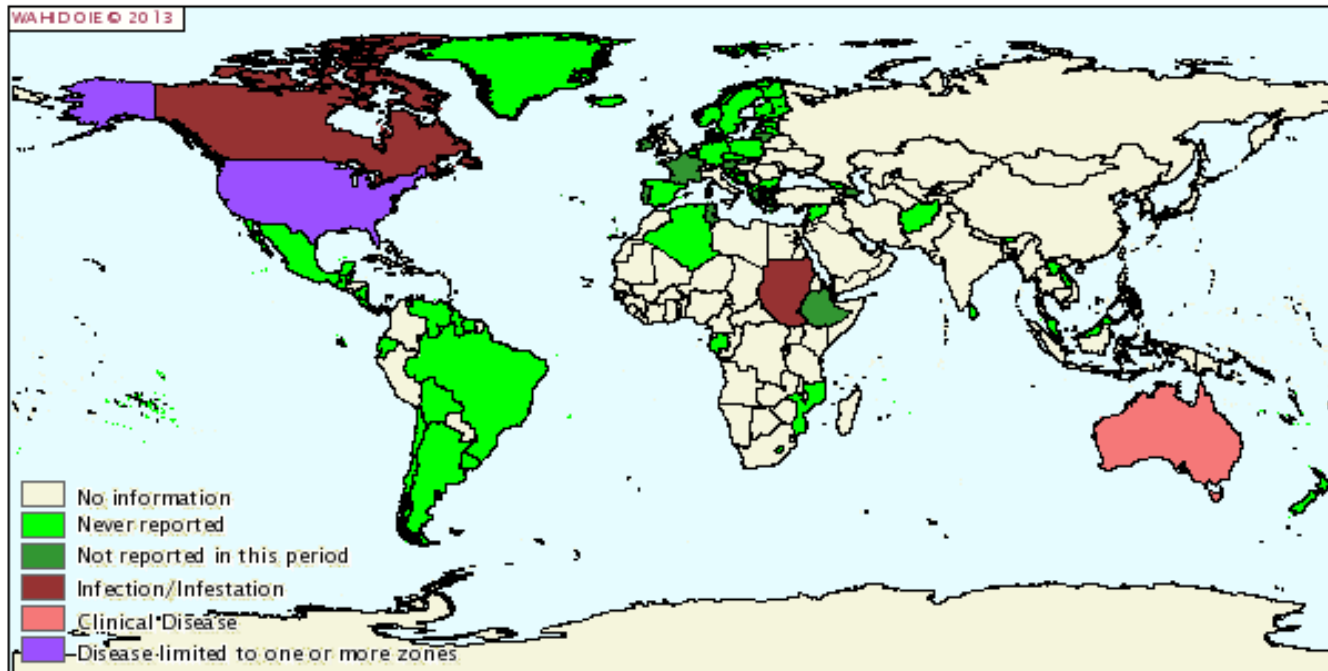 WAHID OIE © 2013
No information
Never reported
Not reported in this period
Infection/Infestation
Clinical Disease
Disease limited to one or more zones